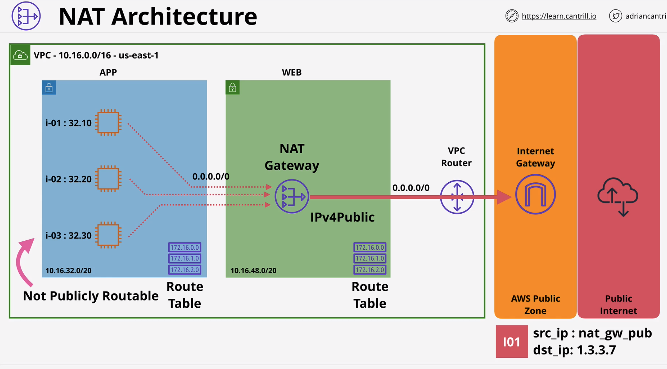 NAT Architecture
https://learn.cantrill.io
adriancantri
VPC - 10.16.0.0/16 - us-east-1
APP
WEB
i-01 : 32.10
i-02 : 32.20
i-03 : 32.30
0.0.0.0/0
NAT
Gateway
IPv4Public
VPC
Router
0.0.0.0/0
Internet
Gateway
172.16.0.0
172.16.1.0
172.16.2.0
10.16.32.0/20
Route
Table
172.16.0.0
172.16.1.0
172.16.2.0
10.16.48.0/20
Route
Table
Not Publicly Routable
AWS Public
Zone
Public
Internet
I01
src_ip : nat_gw_pub
dst_ip: 1.3.3.7